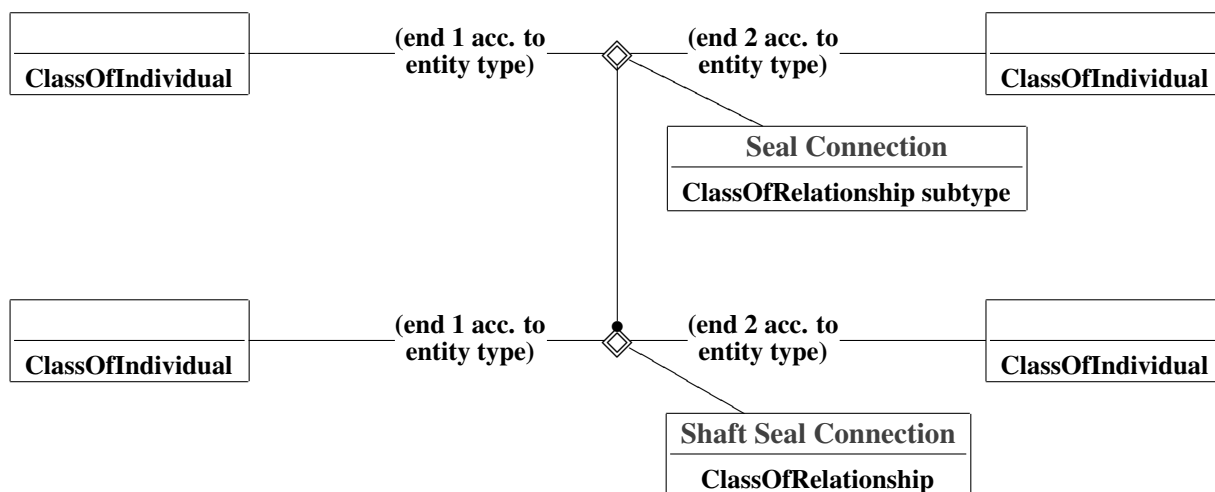 (end 1 acc. to
entity type)
(end 2 acc. to
entity type)
ClassOfIndividual
ClassOfIndividual
Seal Connection
ClassOfRelationship subtype
(end 1 acc. to
entity type)
(end 2 acc. to
entity type)
ClassOfIndividual
ClassOfIndividual
Shaft Seal Connection
ClassOfRelationship